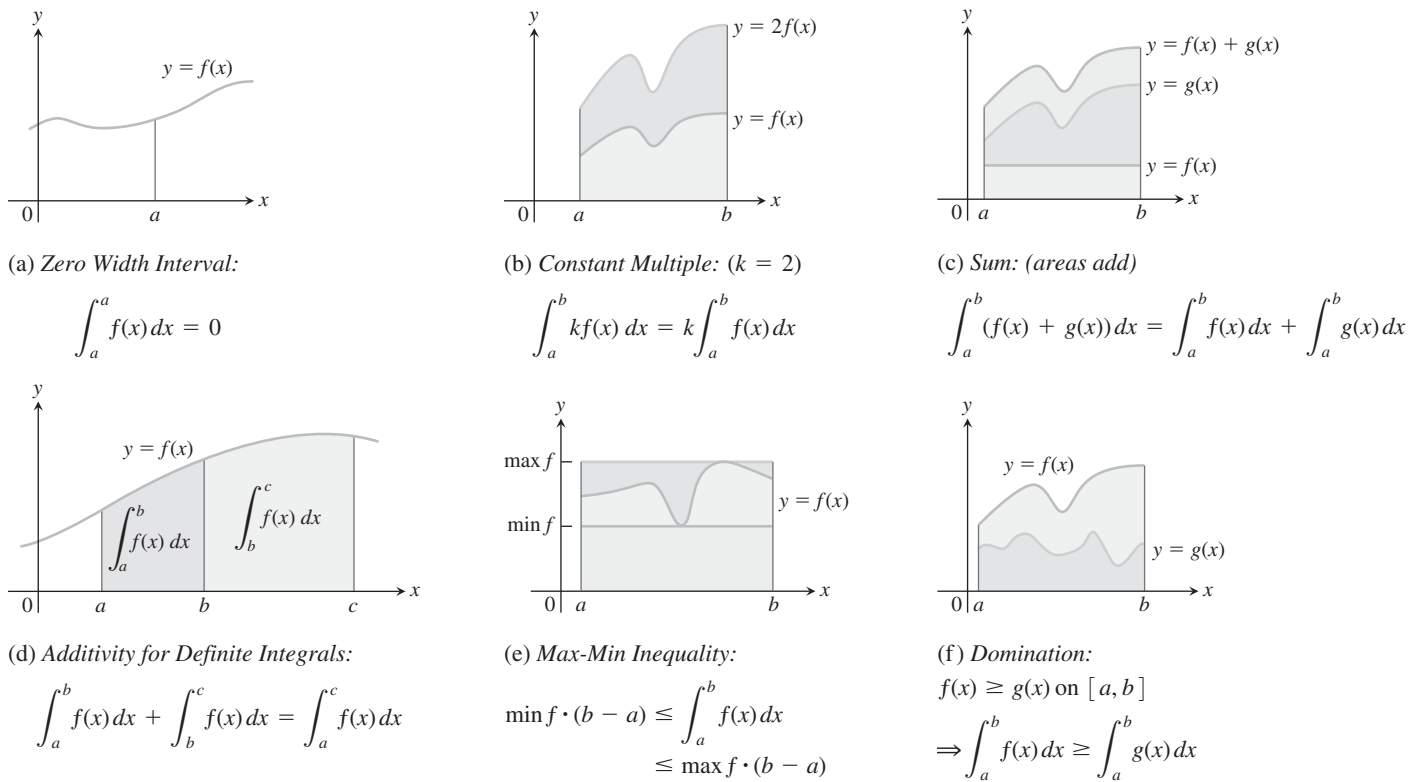 y
y = f(x)
0
a
x
(a) Zero Width Interval:
∫_a^a f(x) dx = 0
y
y = 2f(x)
y = f(x)
0
a
b
x
(b) Constant Multiple: (k = 2)
∫_a^b kf(x) dx = k ∫_a^b f(x) dx
y
y = f(x) + g(x)
y = g(x)
y = f(x)
0
a
b
x
(c) Sum: (areas add)
∫_a^b (f(x) + g(x)) dx = ∫_a^b f(x) dx + ∫_a^b g(x) dx
y
y = f(x)
∫_a^b f(x) dx
∫_b^c f(x) dx
0
a
b
c
x
(d) Additivity for Definite Integrals:
∫_a^b f(x) dx + ∫_b^c f(x) dx = ∫_a^c f(x) dx
y
max f
min f
y = f(x)
0
a
b
x
(e) Max-Min Inequality:
min f · (b − a) ≤ ∫_a^b f(x) dx
≤ max f · (b − a)
y
y = f(x)
y = g(x)
0
a
b
x
(f) Domination:
f(x) ≥ g(x) on [a, b]
⇒ ∫_a^b f(x) dx ≥ ∫_a^b g(x) dx